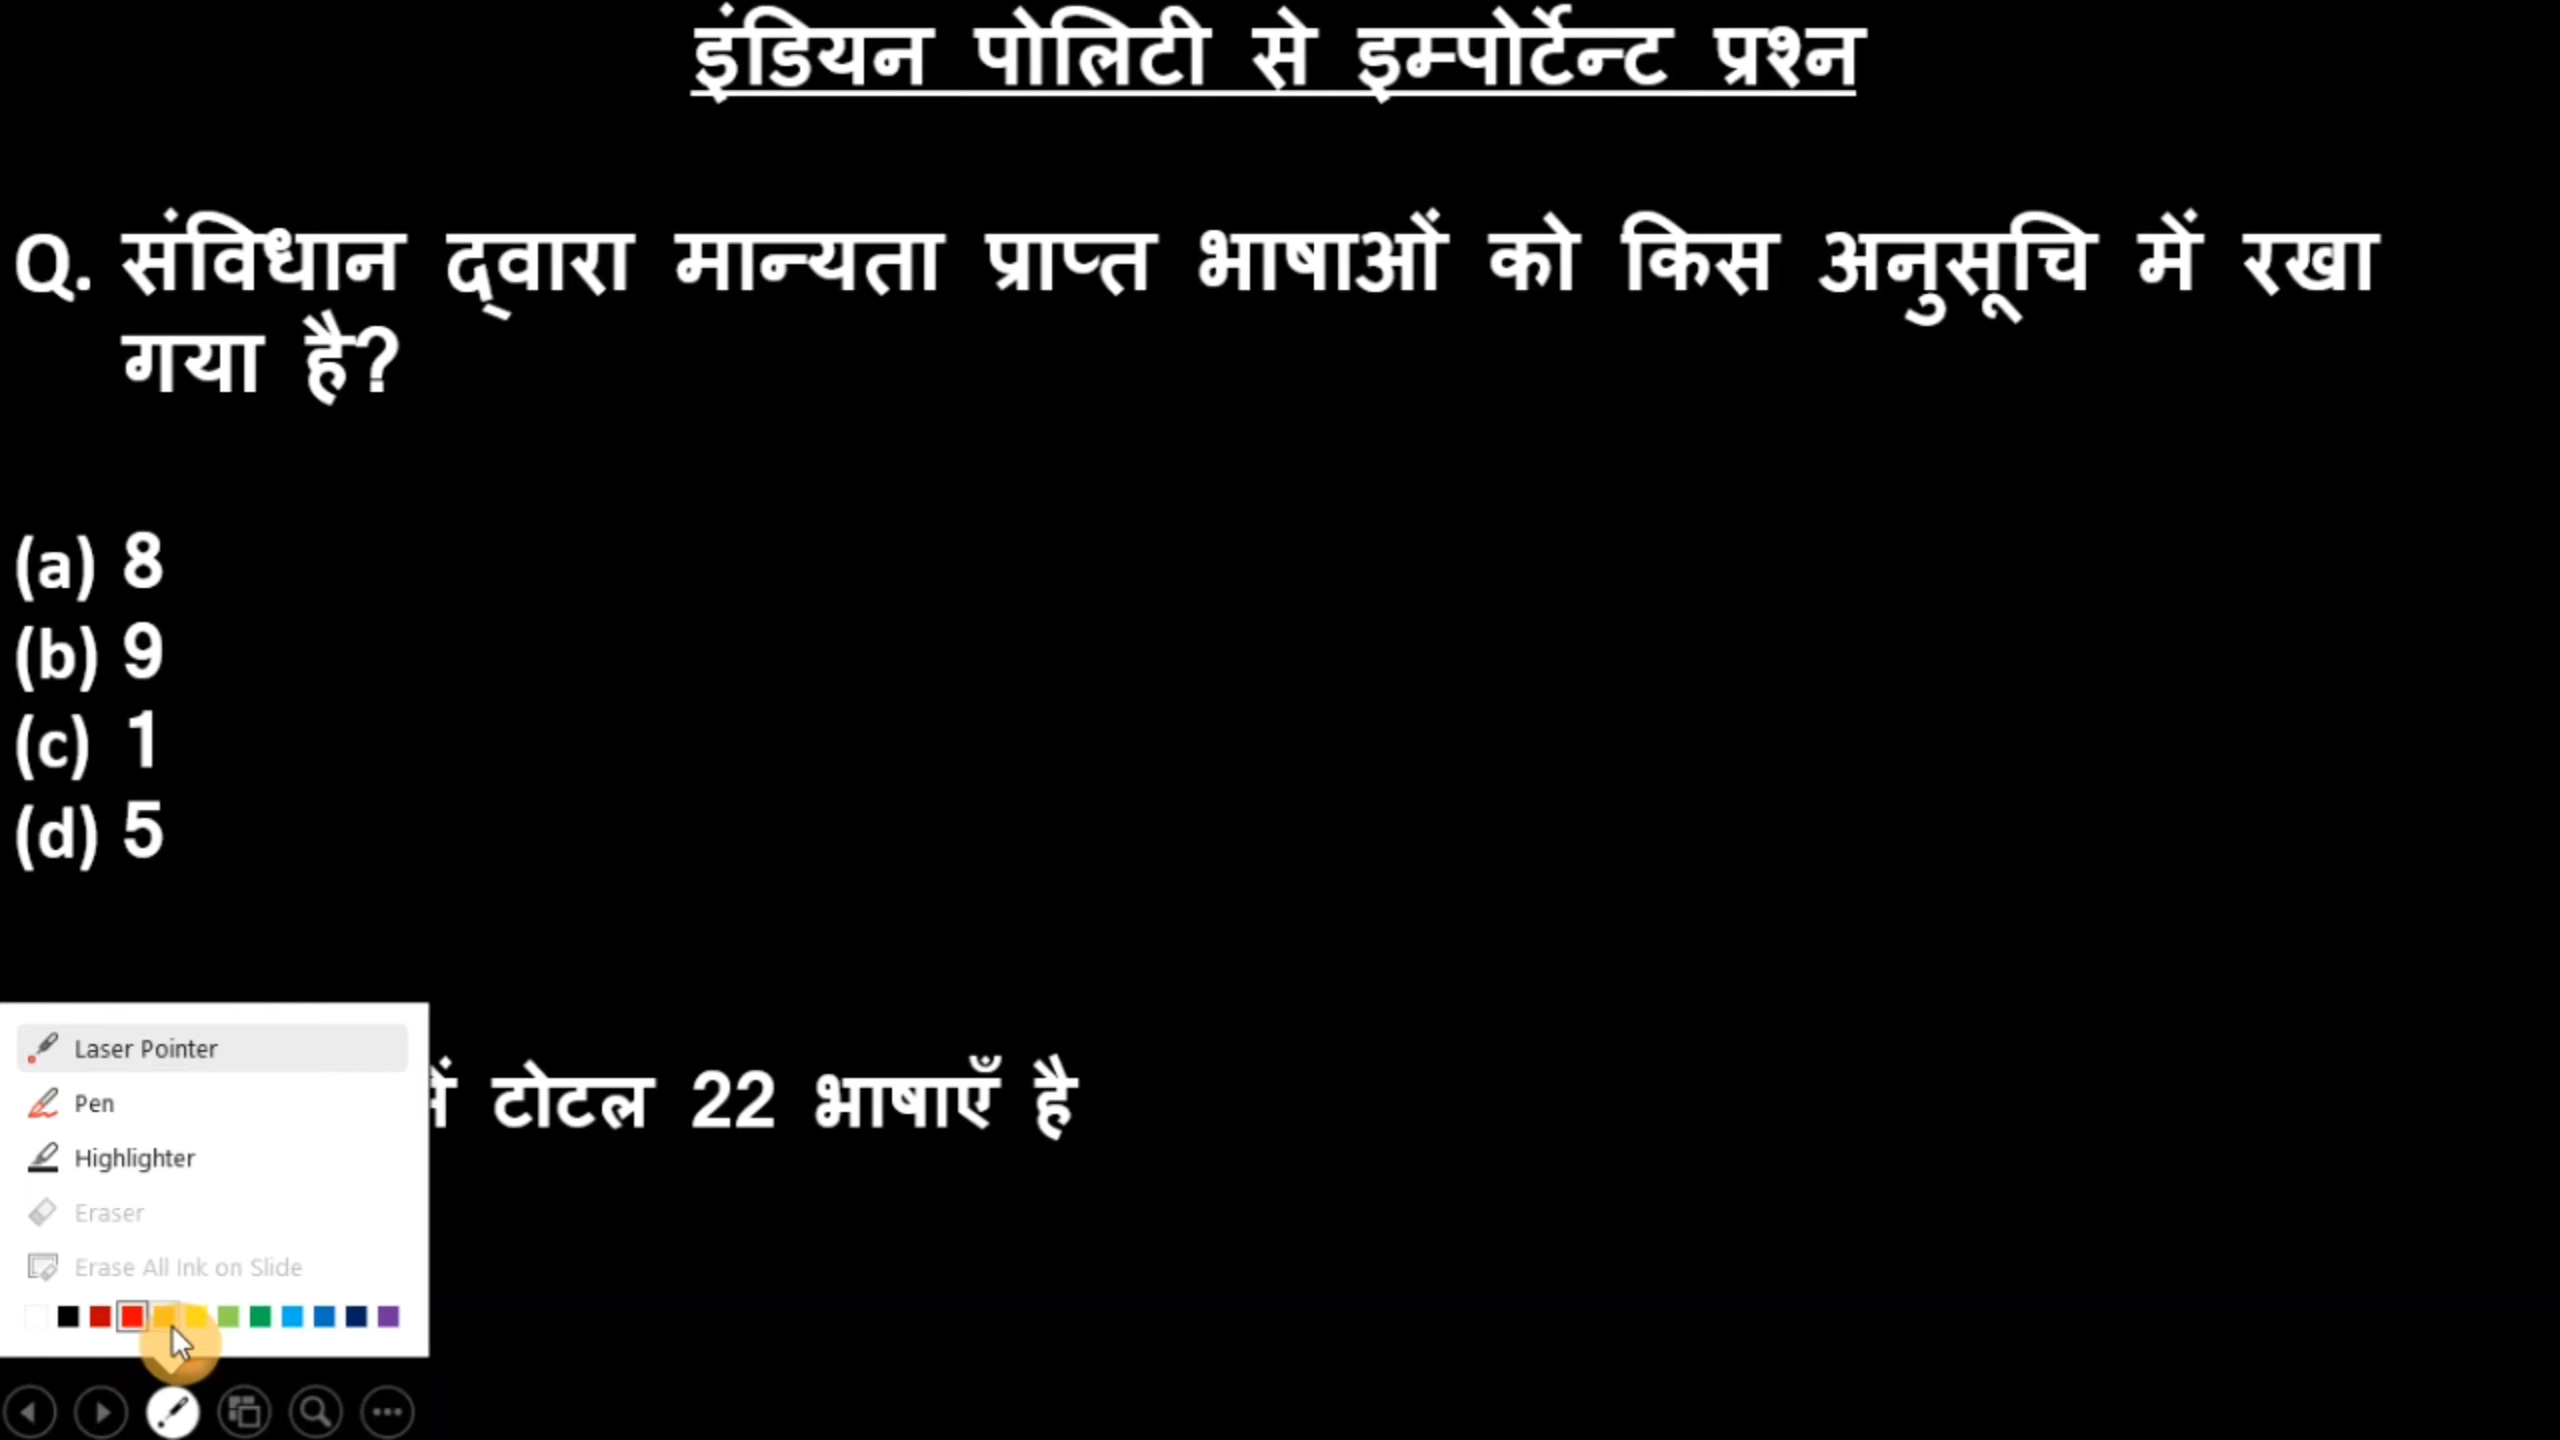 इंडियन पोलिटी से इम्पोर्टेन्ट प्रश्न
Q. संविधान द्वारा मान्यता प्राप्त भाषाओं को किस अनुसूचि में रखा
गया है?
(a) 8
(b) 9
(c) 1
(d) 5
टोटल 22 भाषाएँ है
Laser Pointer
Pen
Highlighter
Eraser
Erase All Ink on Slide